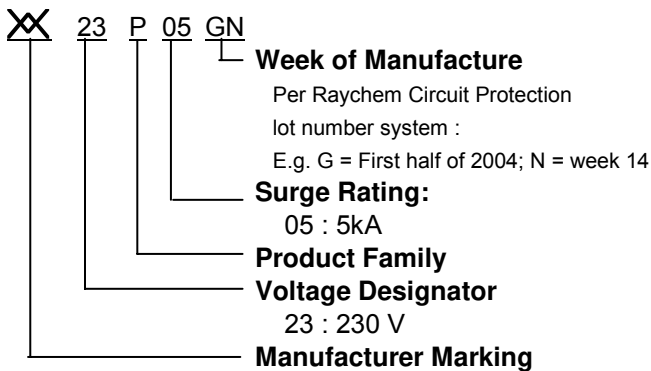 23 P 05 GN
Week of Manufacture
Per Raychem Circuit Protection
lot number system :
E.g. G = First half of 2004; N = week 14
Surge Rating:
05 : 5kA
Product Family
Voltage Designator
23 : 230 V
Manufacturer Marking